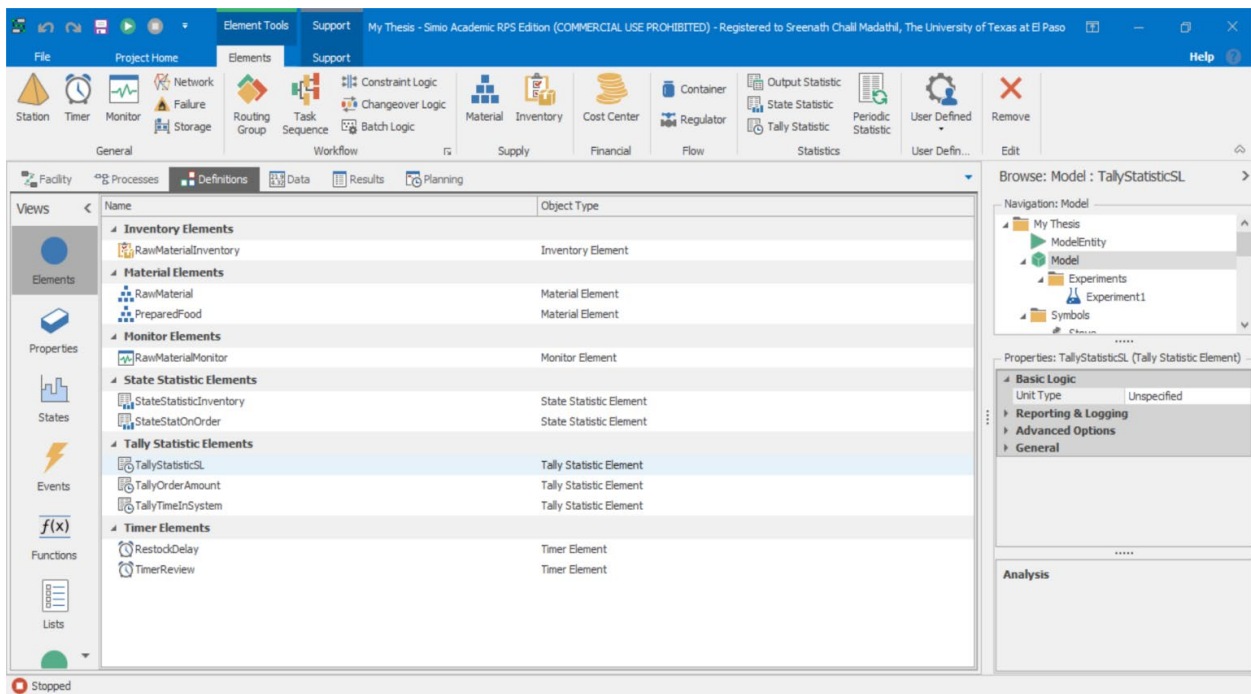 Element Tools Support My Thesis - Simio Academic RPS Edition (COMMERCIAL USE PROHIBITED) - Registered to Sreenath Chalil Madathil, The University of Texas at El Paso
File Project Home Elements Support Help
Station Timer Monitor Network Failure Storage
General
Routing Group Task Sequence Constraint Logic Changeover Logic Batch Logic
Workflow
Material Inventory
Supply
Cost Center
Financial
Container Regulator
Flow
Output Statistic State Statistic Tally Statistic Periodic Statistic
Statistics
User Defined
User Defin...
Remove
Edit
Facility Processes Definitions Data Results Planning
Views
Elements
Properties
States
Events
f(x)
Functions
Lists
Name Object Type
Inventory Elements
RawMaterialInventory Inventory Element
Material Elements
RawMaterial Material Element
PreparedFood Material Element
Monitor Elements
RawMaterialMonitor Monitor Element
State Statistic Elements
StateStatisticInventory State Statistic Element
StateStatOnOrder State Statistic Element
Tally Statistic Elements
TallyStatisticSL Tally Statistic Element
TallyOrderAmount Tally Statistic Element
TallyTimeInSystem Tally Statistic Element
Timer Elements
RestockDelay Timer Element
TimerReview Timer Element
Browse: Model : TallyStatisticSL
Navigation: Model
My Thesis
ModelEntity
Model
Experiments
Experiment1
Symbols
Properties: TallyStatisticSL (Tally Statistic Element)
Basic Logic
Unit Type Unspecified
Reporting & Logging
Advanced Options
General
Analysis
Stopped